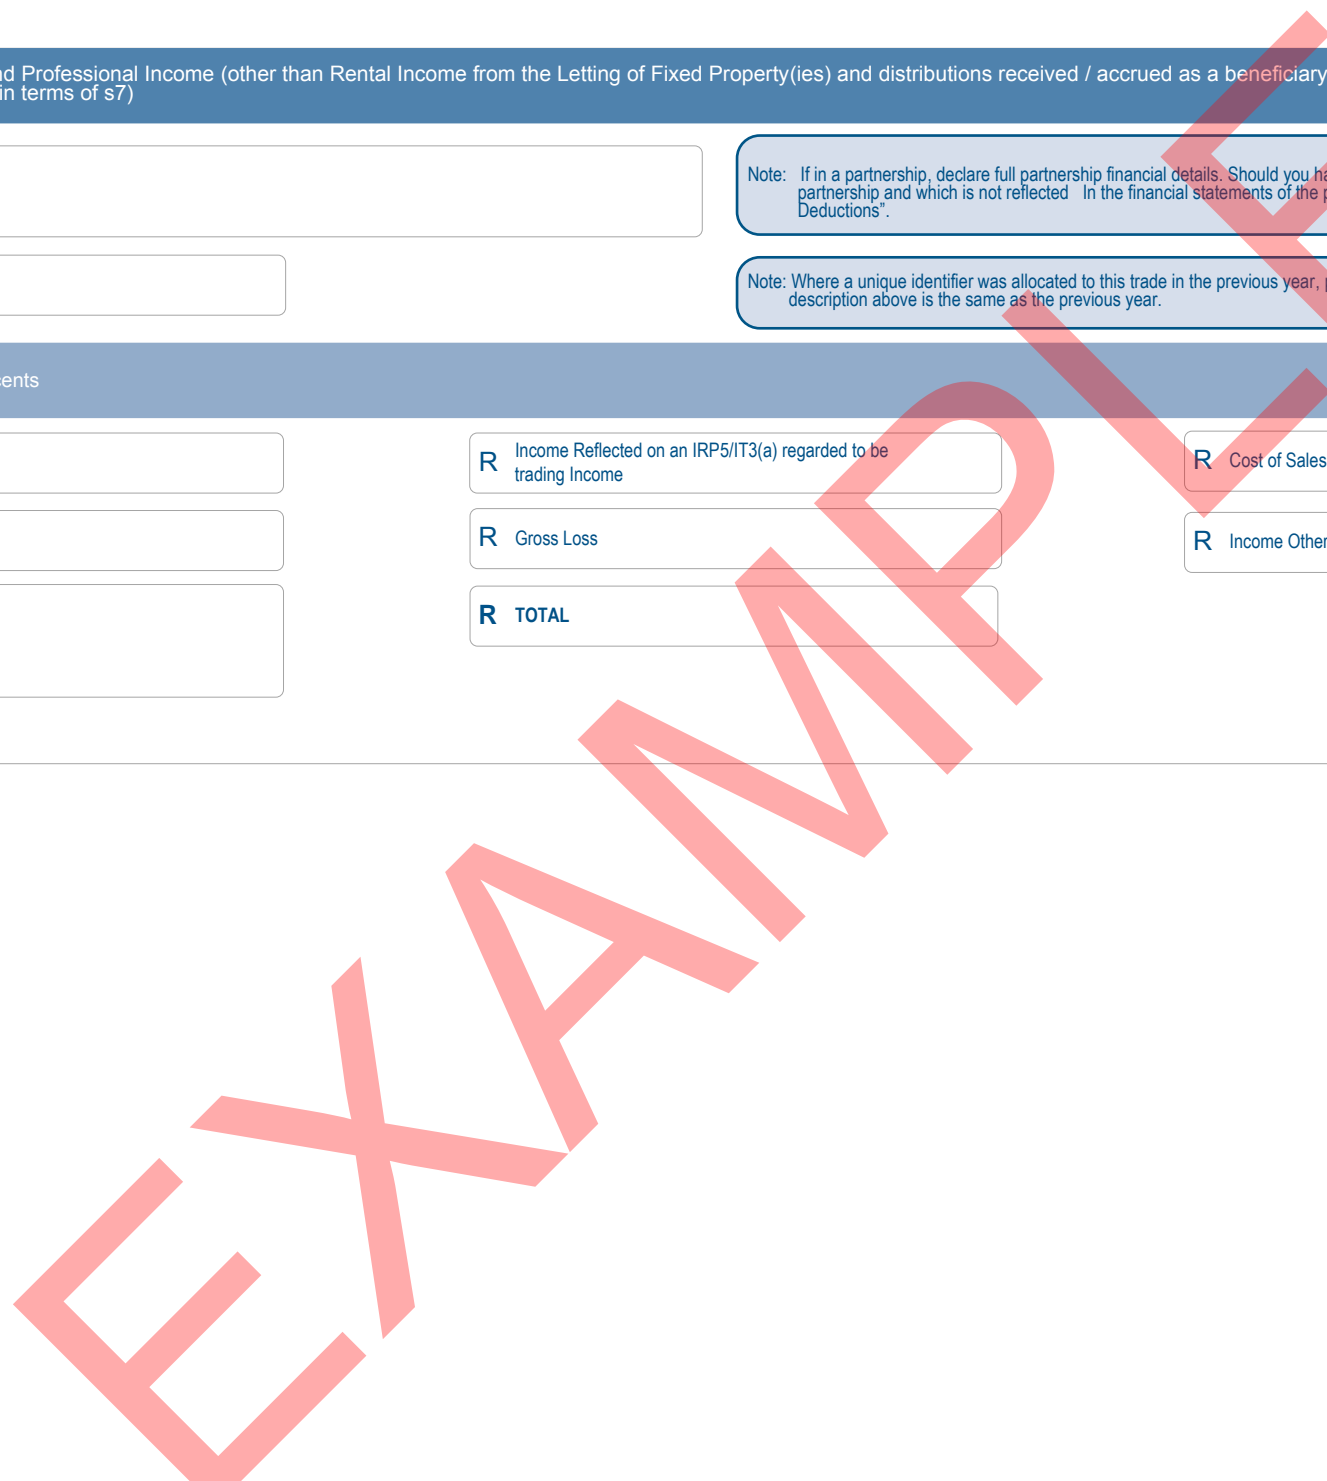 nd Professional Income (other than Rental Income from the Letting of Fixed Property(ies) and distributions received / accrued as a beneficiary
in terms of s7)
Note: If in a partnership, declare full partnership financial details. Should you ha
partnership and which is not reflected In the financial statements of the p
Deductions”.
Note: Where a unique identifier was allocated to this trade in the previous year, p
description above is the same as the previous year.
cents
R Income Reflected on an IRP5/IT3(a) regarded to be
trading Income
R Cost of Sales
R Gross Loss
R Income Other
R TOTAL
EXAMPLE